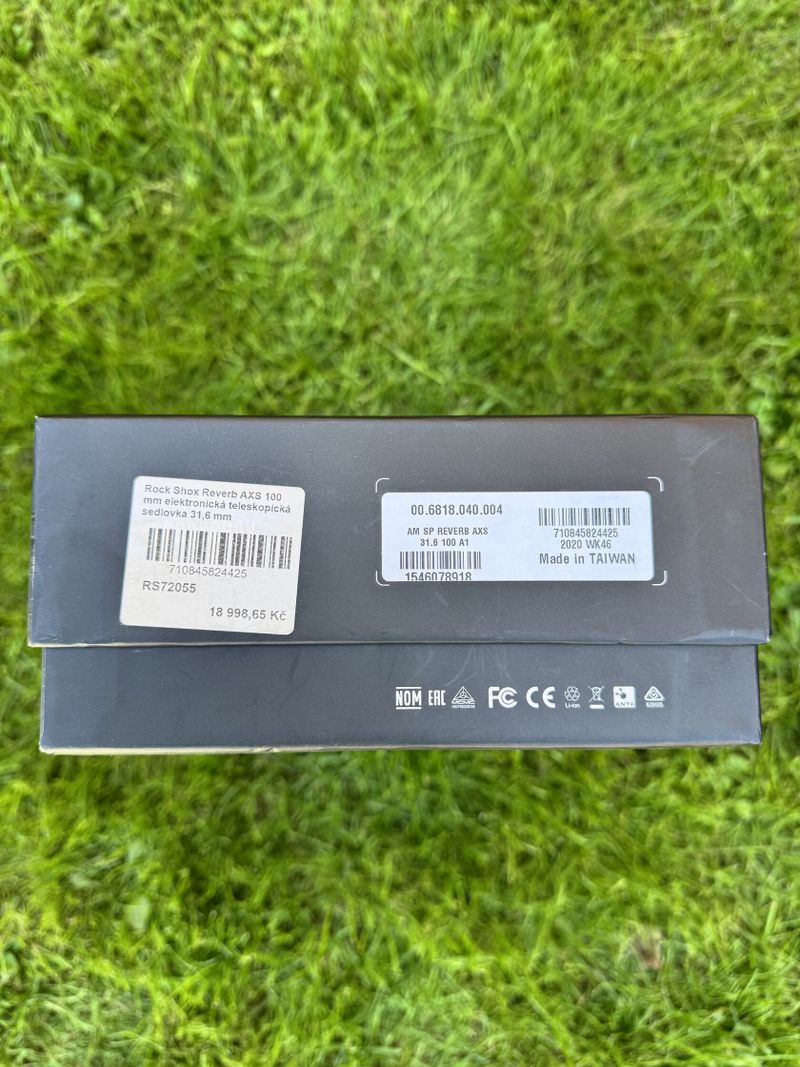 Rock Shox Reverb AXS 100
mm elektronická teleskopická
sedlovka 31,6 mm
710845824425
RS72055
18 998,65 Kč
00.6818.040.004
AM SP REVERB AXS
31.6 100 A1
1546078918
710845824425
2020 WK46
Made in TAIWAN
NOM EAC MCMC FC CE Li-ion ANTEL